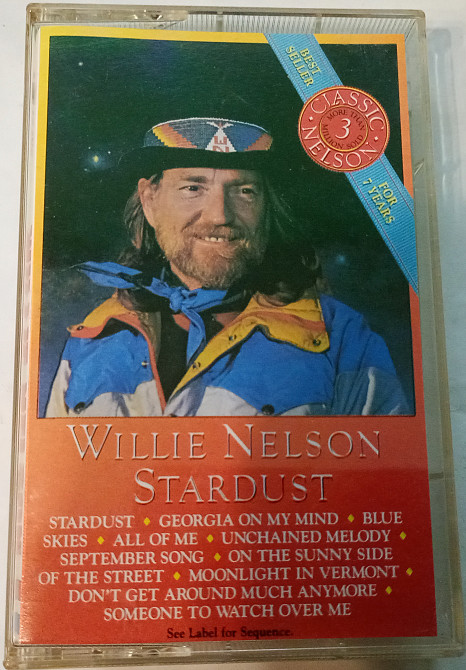 BEST
SELLER
CLASSIC
MORE THAN
3
MILLION SOLD
NELSON
FOR
7 YEARS
WILLIE NELSON
STARDUST
STARDUST ♦ GEORGIA ON MY MIND ♦ BLUE
SKIES ♦ ALL OF ME ♦ UNCHAINED MELODY ♦
SEPTEMBER SONG ♦ ON THE SUNNY SIDE
OF THE STREET ♦ MOONLIGHT IN VERMONT ♦
DON'T GET AROUND MUCH ANYMORE ♦
SOMEONE TO WATCH OVER ME
See Label for Sequence.